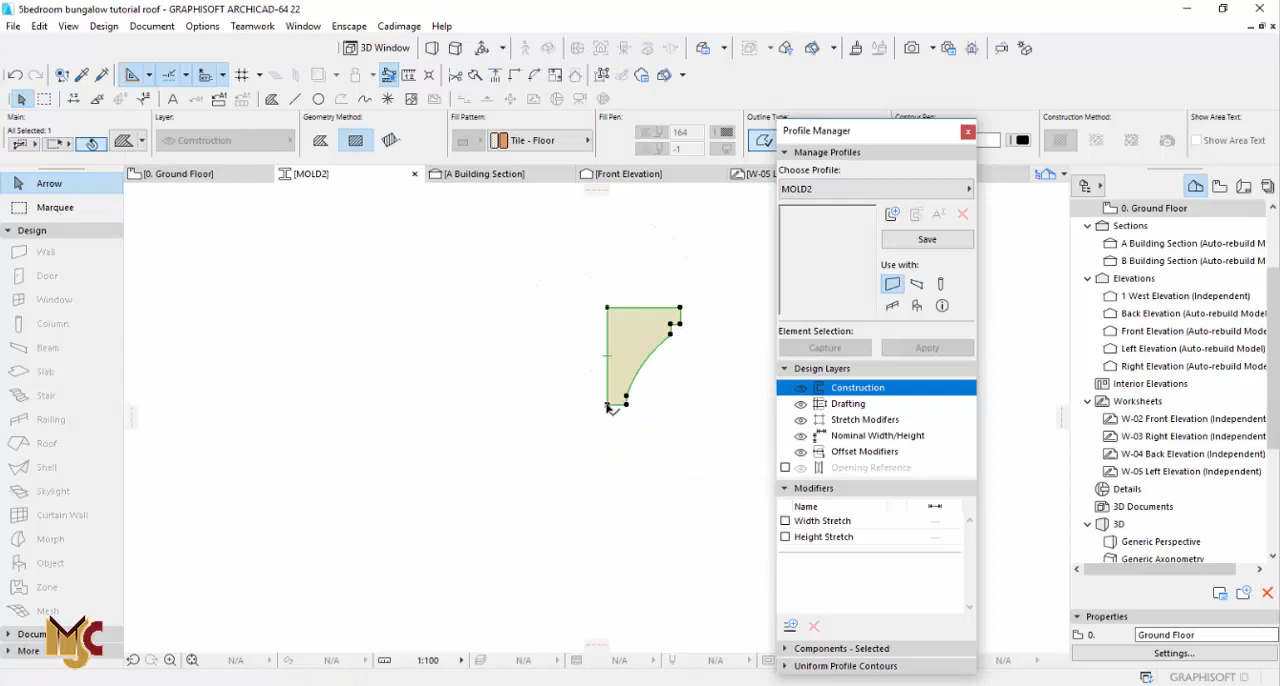 5bedroom bungalow tutorial roof - GRAPHISOFT ARCHICAD-64 22
File Edit View Design Document Options Teamwork Window Enscape Cadimage Help
3D Window
Main: Layer: Geometry Method: Fill Pattern: Fill Pen: Outline Type: Construction Method: Show Area Text:
All Selected: 1
Construction
Tile - Floor
164
-1
Show Area Text
[0. Ground Floor]
[MOLD2]
[A Building Section]
[Front Elevation]
[W-05 L
Arrow
Marquee
Design
Wall
Door
Window
Column
Beam
Slab
Stair
Railing
Roof
Shell
Skylight
Curtain Wall
Morph
Object
Zone
Mesh
Docum
More
MSC
Profile Manager
Manage Profiles
Choose Profile:
MOLD2
Save
Use with:
Element Selection:
Capture
Apply
Design Layers
Construction
Drafting
Stretch Modifiers
Nominal Width/Height
Offset Modifiers
Opening Reference
Modifiers
Name
Width Stretch
Height Stretch
Components - Selected
Uniform Profile Contours
0. Ground Floor
Sections
A Building Section (Auto-rebuild M
B Building Section (Auto-rebuild M
Elevations
1 West Elevation (Independent)
Back Elevation (Auto-rebuild Mode
Front Elevation (Auto-rebuild Mode
Left Elevation (Auto-rebuild Model)
Right Elevation (Auto-rebuild Mode
Interior Elevations
Worksheets
W-02 Front Elevation (Independent
W-03 Right Elevation (Independent
W-04 Back Elevation (Independent)
W-05 Left Elevation (Independent)
Details
3D Documents
3D
Generic Perspective
Generic Axonometry
Properties
0.
Ground Floor
Settings...
N/A N/A 1:100 N/A N/A N/A N/A
GRAPHISOFT ID